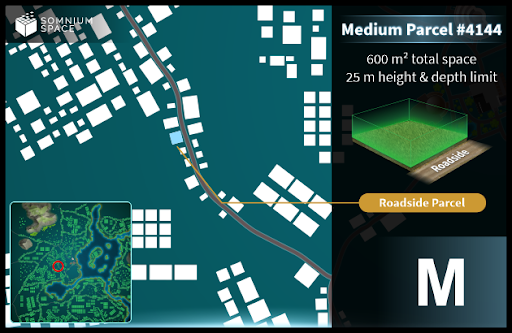 SOMNIUM
SPACE
Medium Parcel #4144
600 m² total space
25 m height & depth limit
Roadside
Roadside Parcel
M